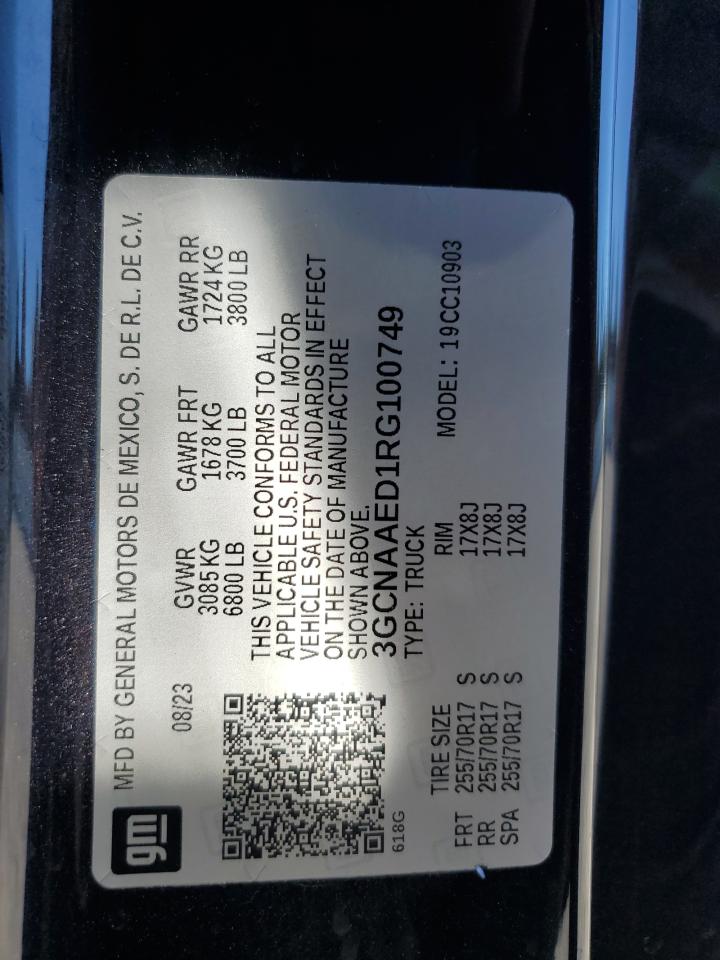 gm
MFD BY GENERAL MOTORS DE MEXICO, S. DE R.L. DE C.V.
08/23
GVWR GAWR FRT GAWR RR
3085 KG 1678 KG 1724 KG
6800 LB 3700 LB 3800 LB
THIS VEHICLE CONFORMS TO ALL
APPLICABLE U.S. FEDERAL MOTOR
VEHICLE SAFETY STANDARDS IN EFFECT
ON THE DATE OF MANUFACTURE
SHOWN ABOVE.
3GCNAAED1RG100749
618G
TYPE: TRUCK
TIRE SIZE RIM MODEL: 19CC10903
FRT 255/70R17 S 17X8J
RR 255/70R17 S 17X8J
SPA 255/70R17 S 17X8J